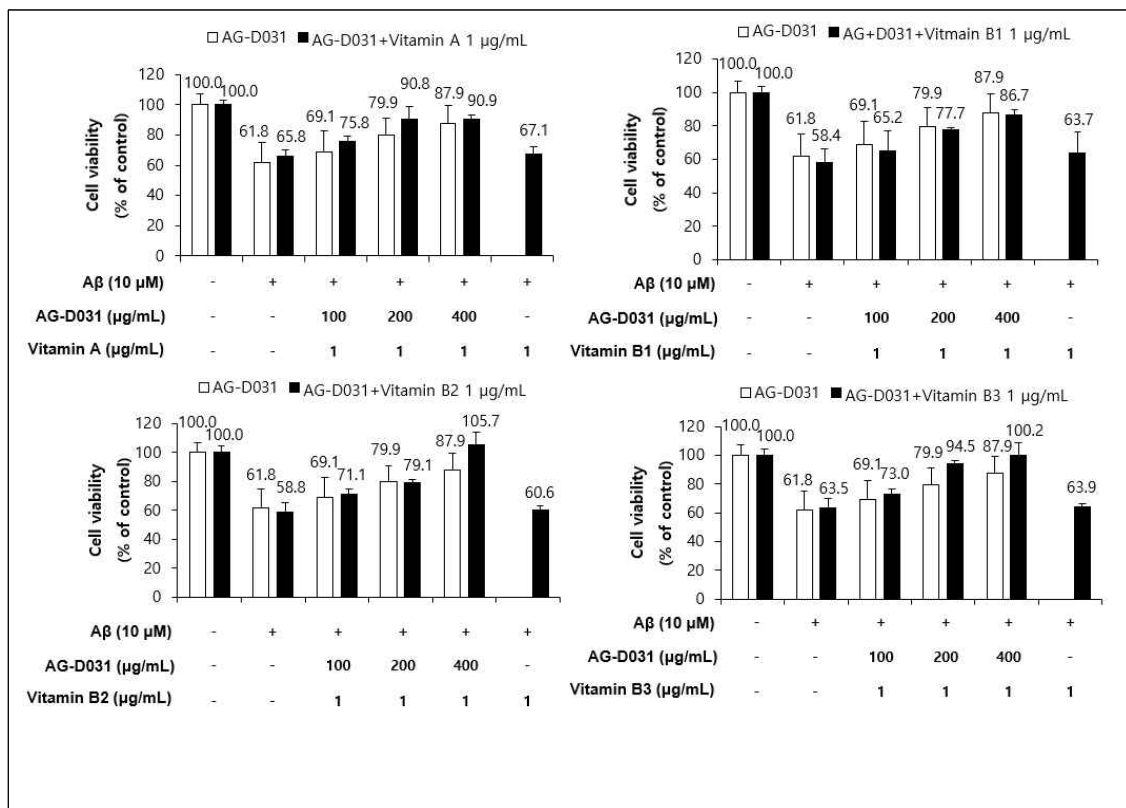 AG-D031 AG-D031+Vitamin A 1 µg/mL
100.0 100.0 61.8 65.8 69.1 75.8 79.9 90.8 87.9 90.9 67.1
Cell viability
(% of control)
120
100
80
60
40
20
0
Aβ (10 µM) - + + + + +
AG-D031 (µg/mL) - - 100 200 400 -
Vitamin A (µg/mL) - - 1 1 1 1
AG-D031 AG+D031+Vitmain B1 1 µg/mL
100.0 100.0 61.8 58.4 69.1 65.2 79.9 77.7 87.9 86.7 63.7
Cell viability
(% of control)
120
100
80
60
40
20
0
Aβ (10 µM) - + + + + +
AG-D031 (µg/mL) - - 100 200 400 -
Vitamin B1 (µg/mL) - - 1 1 1 1
AG-D031 AG-D031+Vitamin B2 1 µg/mL
100.0 100.0 61.8 58.8 69.1 71.1 79.9 79.1 87.9 105.7 60.6
Cell viability
(% of control)
120
100
80
60
40
20
0
Aβ (10 µM) - + + + + +
AG-D031 (µg/mL) - - 100 200 400 -
Vitamin B2 (µg/mL) - - 1 1 1 1
AG-D031 AG-D031+Vitamin B3 1 µg/mL
100.0 100.0 61.8 63.5 69.1 73.0 79.9 94.5 87.9 100.2 63.9
Cell viability
(% of control)
120
100
80
60
40
20
0
Aβ (10 µM) - + + + + +
AG-D031 (µg/mL) - - 100 200 400 -
Vitamin B3 (µg/mL) - - 1 1 1 1